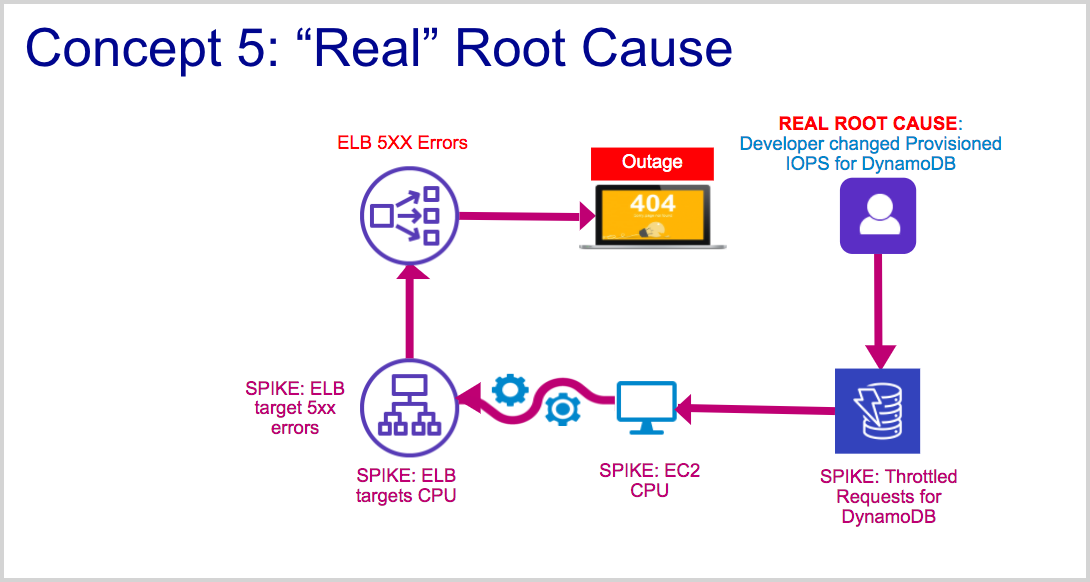 Concept 5: “Real” Root Cause
ELB 5XX Errors
Outage
404
REAL ROOT CAUSE:
Developer changed Provisioned
IOPS for DynamoDB
SPIKE: ELB
target 5xx
errors
SPIKE: ELB
targets CPU
SPIKE: EC2
CPU
SPIKE: Throttled
Requests for
DynamoDB